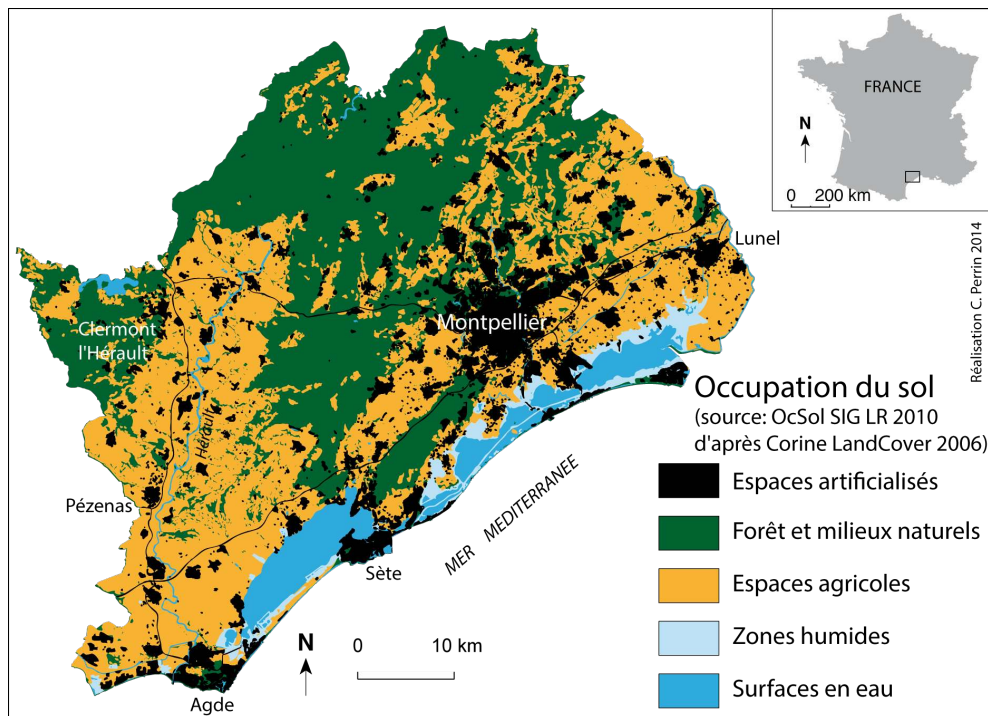 FRANCE
N
0 200 km
Réalisation C. Perrin 2014
Lunel
Montpellier
Clermont
l'Hérault
Hérault
Pézenas
Sète
Agde
MER MEDITERRANEE
N
0 10 km
Occupation du sol
(source: OcSol SIG LR 2010
d'après Corine LandCover 2006)
Espaces artificialisés
Forêt et milieux naturels
Espaces agricoles
Zones humides
Surfaces en eau